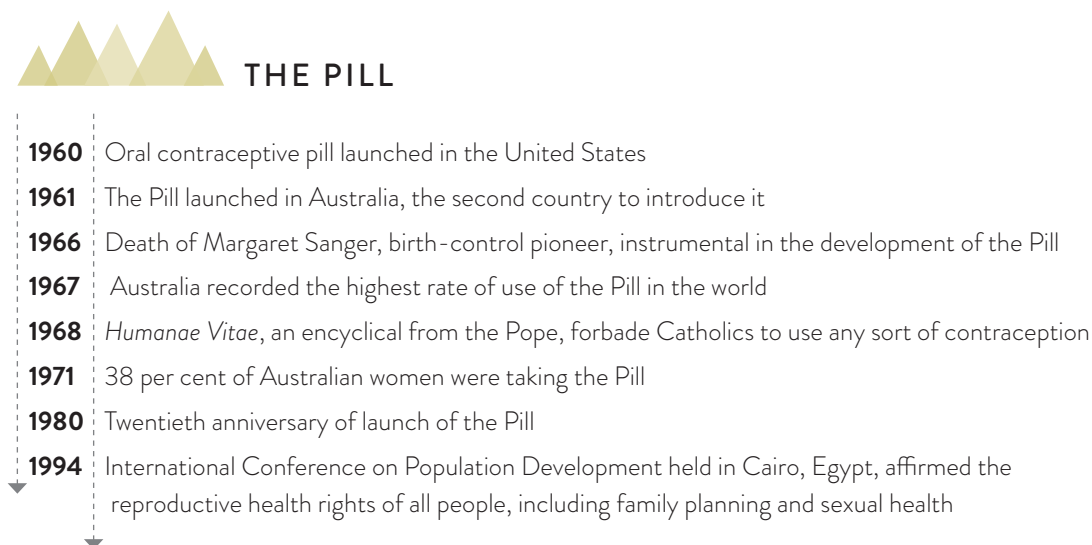 THE PILL
1960 Oral contraceptive pill launched in the United States
1961 The Pill launched in Australia, the second country to introduce it
1966 Death of Margaret Sanger, birth-control pioneer, instrumental in the development of the Pill
1967 Australia recorded the highest rate of use of the Pill in the world
1968 Humanae Vitae, an encyclical from the Pope, forbade Catholics to use any sort of contraception
1971 38 per cent of Australian women were taking the Pill
1980 Twentieth anniversary of launch of the Pill
1994 International Conference on Population Development held in Cairo, Egypt, affirmed the
reproductive health rights of all people, including family planning and sexual health